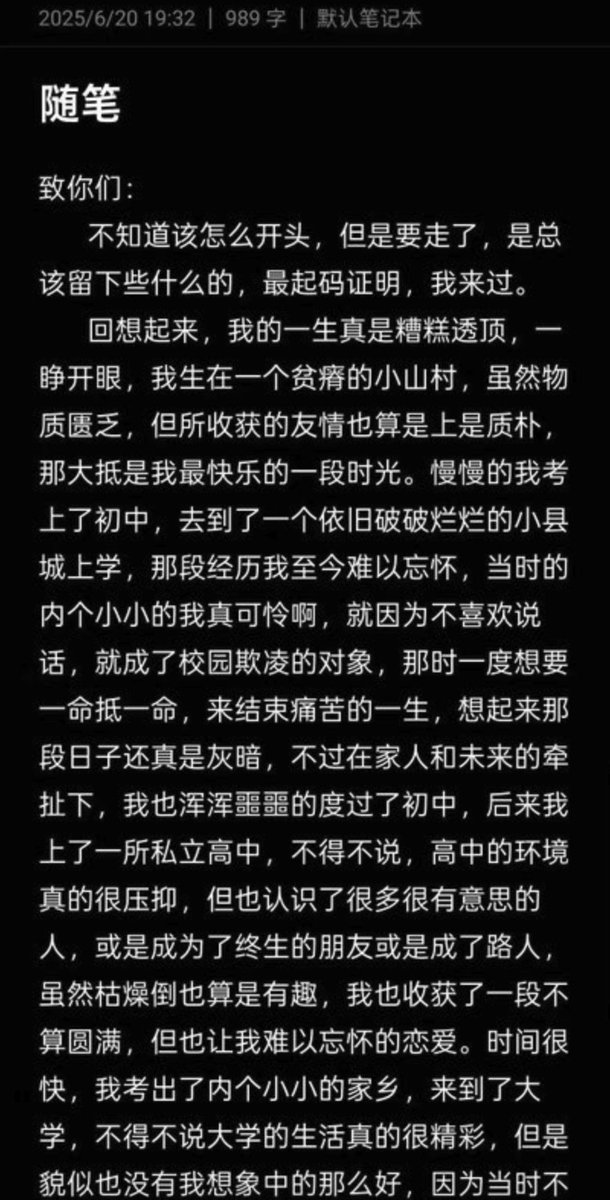 2025/6/20 19:32 | 989 字 | 默认笔记本
随笔
致你们：
不知道该怎么开头，但是要走了，是总
该留下些什么的，最起码证明，我来过。
回想起来，我的一生真是糟糕透顶，一
睁开眼，我生在一个贫瘠的小山村，虽然物
质匮乏，但所收获的友情也算是上是质朴，
那大抵是我最快乐的一段时光。慢慢的我考
上了初中，去到了一个依旧破破烂烂的小县
城上学，那段经历我至今难以忘怀，当时的
内个小小的我真可怜啊，就因为不喜欢说
话，就成了校园欺凌的对象，那时一度想要
一命抵一命，来结束痛苦的一生，想起来那
段日子还真是灰暗，不过在家人和未来的牵
扯下，我也浑浑噩噩的度过了初中，后来我
上了一所私立高中，不得不说，高中的环境
真的很压抑，但也认识了很多很有意思的
人，或是成为了终生的朋友或是成了路人，
虽然枯燥倒也算是有趣，我也收获了一段不
算圆满，但也让我难以忘怀的恋爱。时间很
快，我考出了内个小小的家乡，来到了大
学，不得不说大学的生活真的很精彩，但是
貌似也没有我想象中的那么好，因为当时不